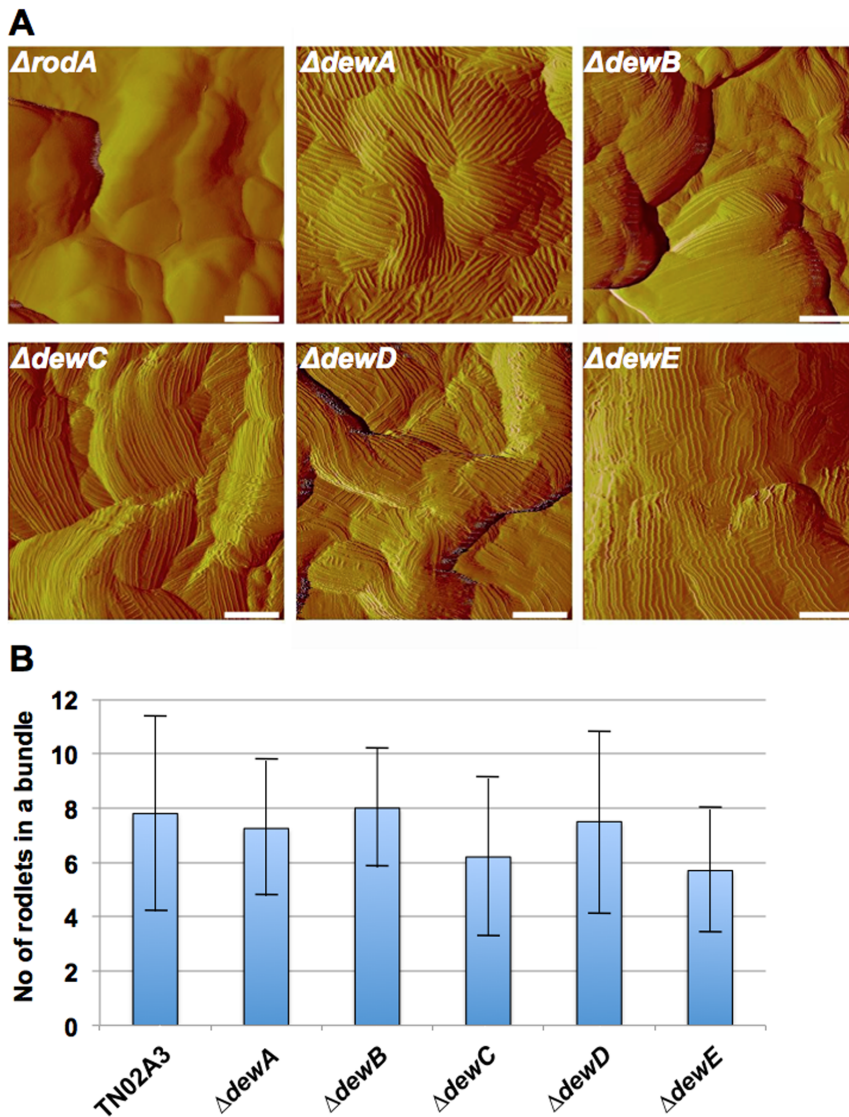 A
ΔrodA
ΔdewA
ΔdewB
ΔdewC
ΔdewD
ΔdewE
B
No of rodlets in a bundle
12
10
8
6
4
2
0
TN02A3
ΔdewA
ΔdewB
ΔdewC
ΔdewD
ΔdewE